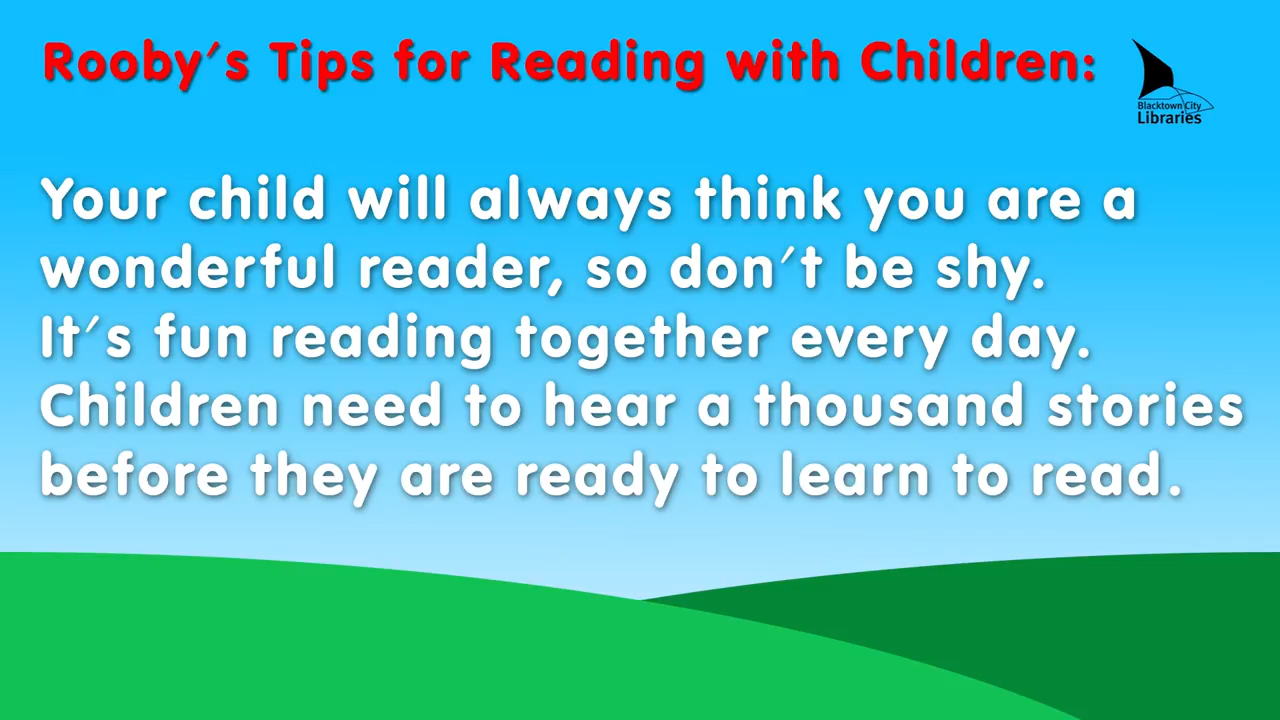 Rooby's Tips for Reading with Children:
Blacktown City
Libraries
Your child will always think you are a
wonderful reader, so don't be shy.
It's fun reading together every day.
Children need to hear a thousand stories
before they are ready to learn to read.